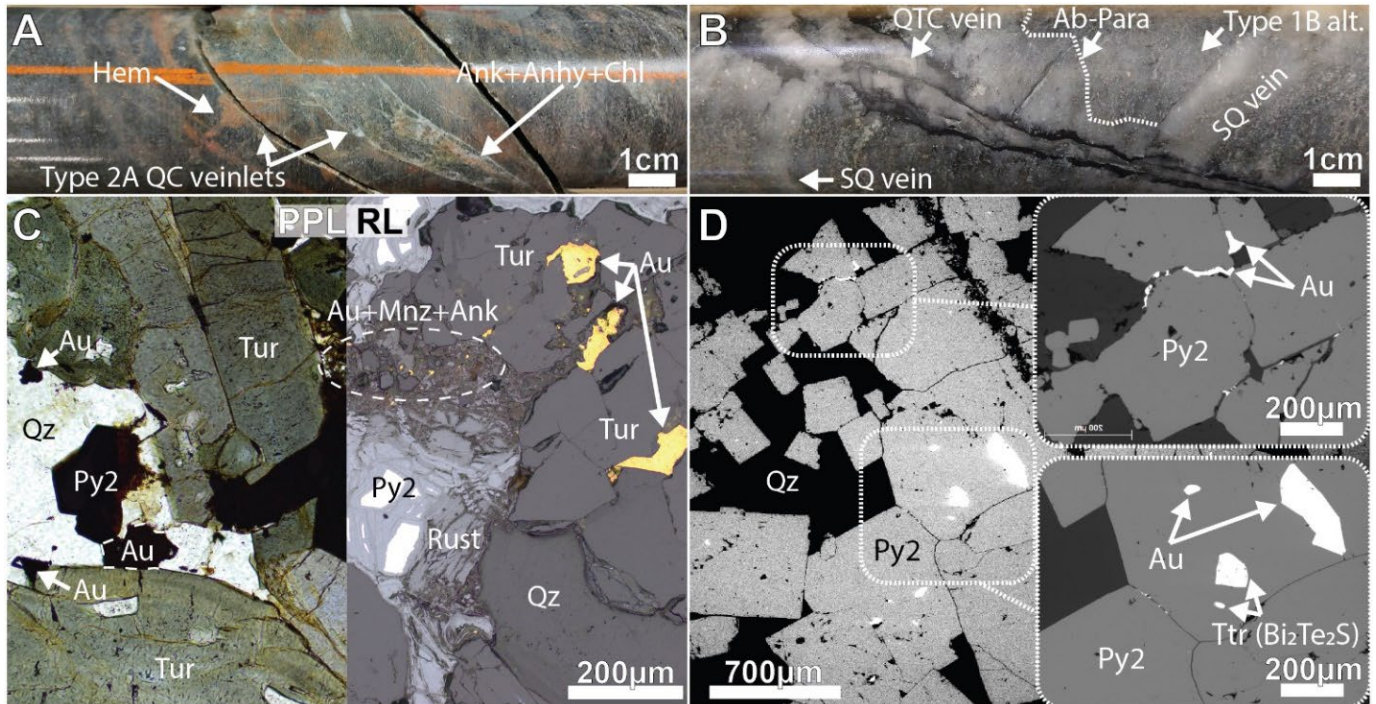 A
Hem
Ank+Anhy+Chl
Type 2A QC veinlets
1cm
B
QTC vein
Ab-Para
Type 1B alt.
SQ vein
SQ vein
1cm
C
PPL RL
Au
Tur
Qz
Py2
Au
Au
Tur
Tur
Au
Au+Mnz+Ank
Tur
Py2
Rust
Qz
200µm
D
Qz
Py2
700µm
Au
Py2
200 µm
200µm
Au
Ttr (Bi₂Te₂S)
Py2
200µm